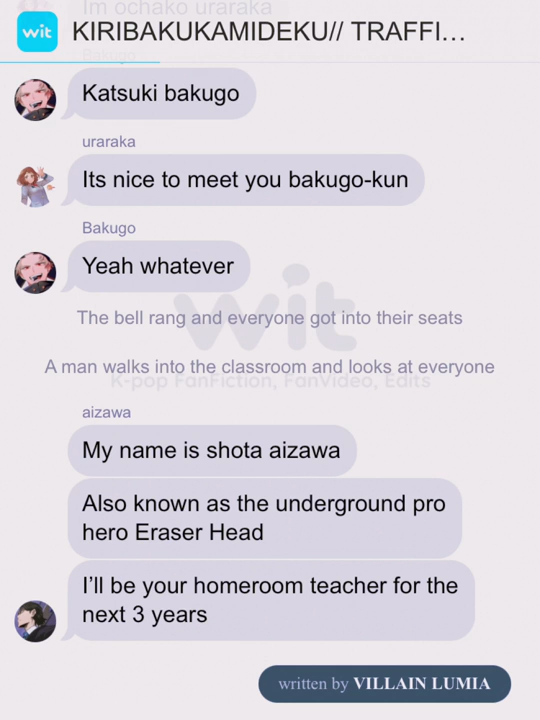 Im ochako uraraka
wit
KIRIBAKUKAMIDEKU// TRAFFI...
Bakugo
Katsuki bakugo
uraraka
Its nice to meet you bakugo-kun
Bakugo
Yeah whatever
wit
The bell rang and everyone got into their seats
A man walks into the classroom and looks at everyone
K-pop FanFiction, FanVideo, Edits
aizawa
My name is shota aizawa
Also known as the underground pro
hero Eraser Head
I'll be your homeroom teacher for the
next 3 years
written by VILLAIN LUMIA